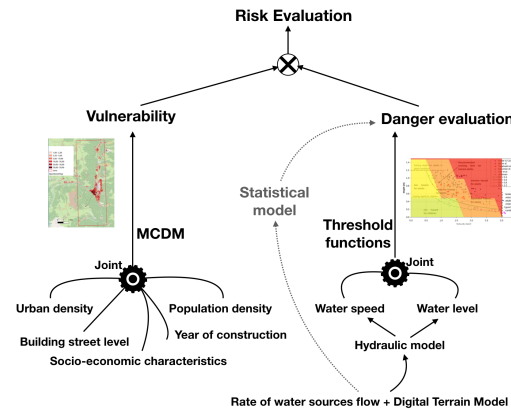 Risk Evaluation
Vulnerability
Danger evaluation
Statistical
model
MCDM
Threshold
functions
Joint
Joint
Urban density
Population density
Water speed
Water level
Building street level
Year of construction
Hydraulic model
Socio-economic characteristics
Rate of water sources flow + Digital Terrain Model